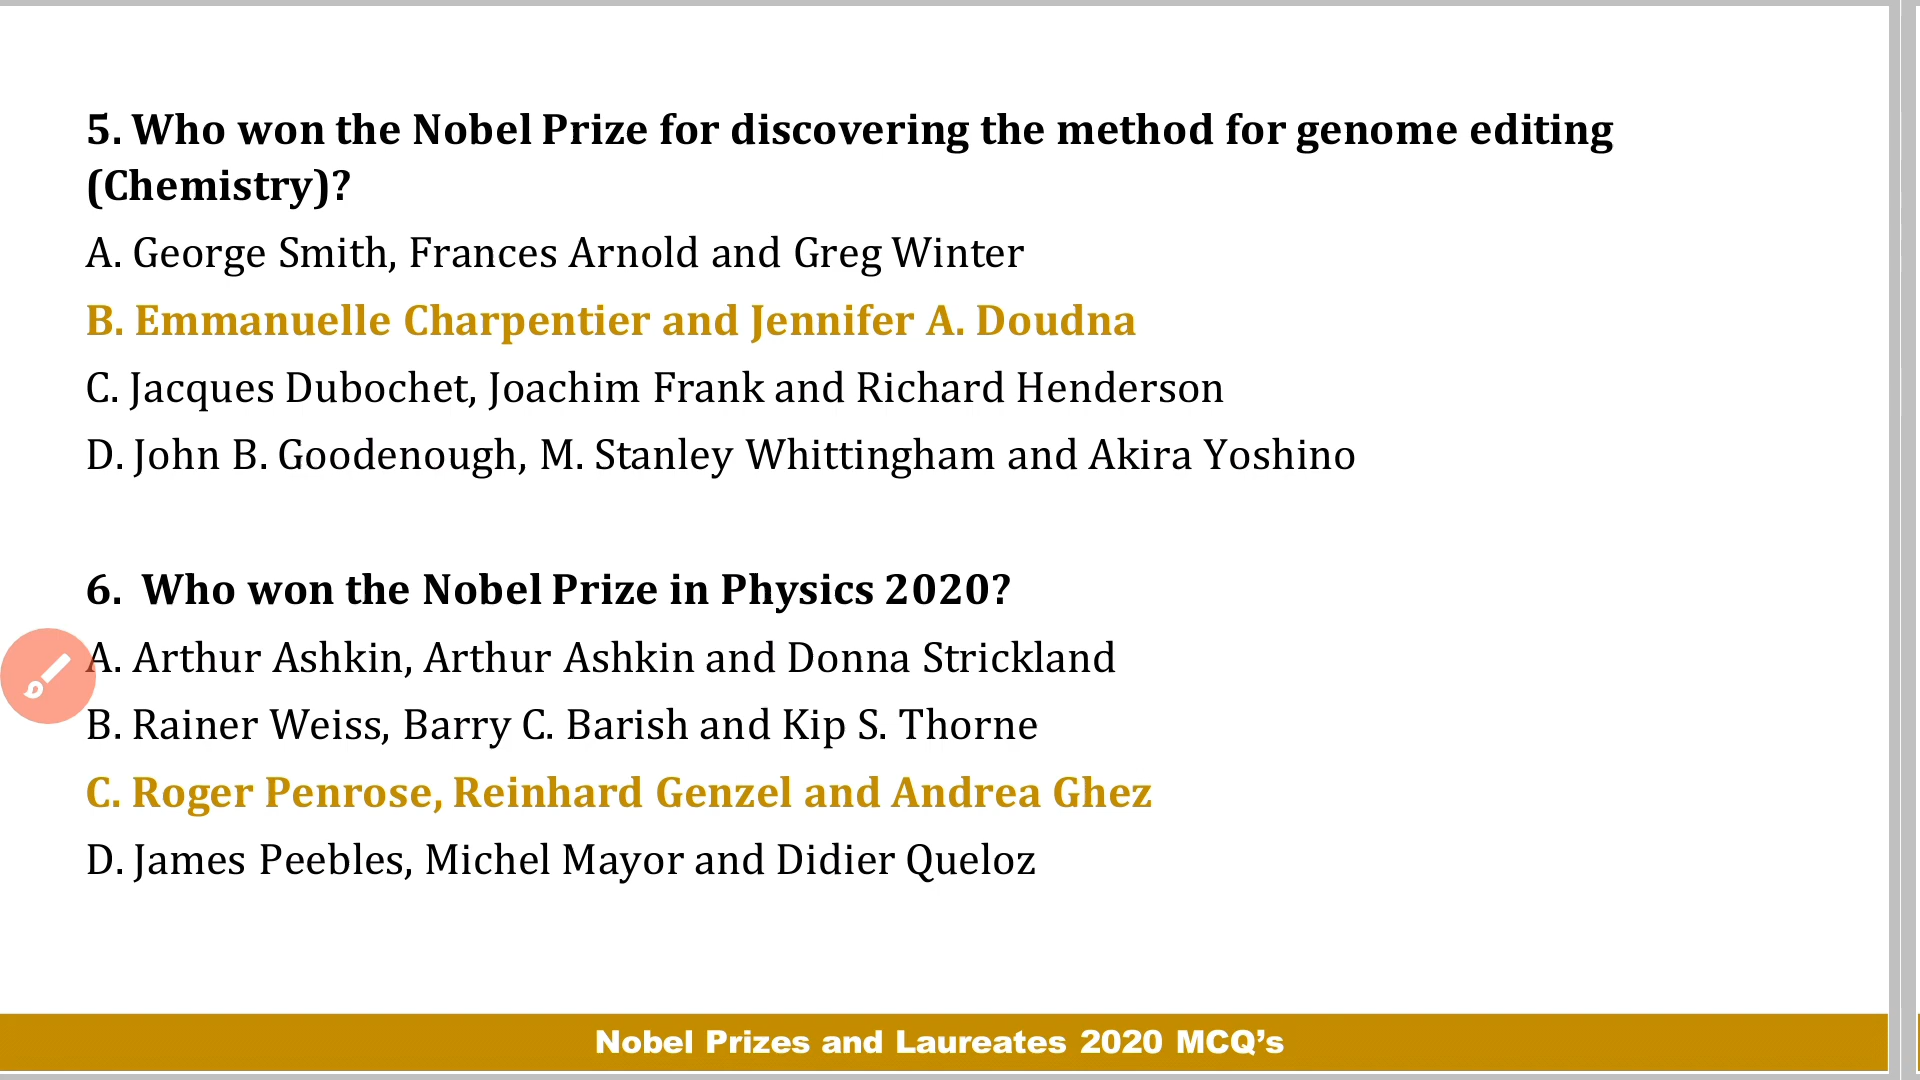 5. Who won the Nobel Prize for discovering the method for genome editing
(Chemistry)?
A. George Smith, Frances Arnold and Greg Winter
B. Emmanuelle Charpentier and Jennifer A. Doudna
C. Jacques Dubochet, Joachim Frank and Richard Henderson
D. John B. Goodenough, M. Stanley Whittingham and Akira Yoshino
6. Who won the Nobel Prize in Physics 2020?
A. Arthur Ashkin, Arthur Ashkin and Donna Strickland
B. Rainer Weiss, Barry C. Barish and Kip S. Thorne
C. Roger Penrose, Reinhard Genzel and Andrea Ghez
D. James Peebles, Michel Mayor and Didier Queloz
Nobel Prizes and Laureates 2020 MCQ’s